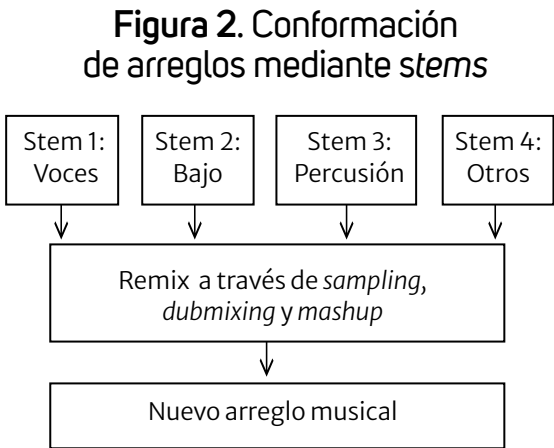 Figura 2. Conformación
de arreglos mediante stems
Stem 1:
Voces
Stem 2:
Bajo
Stem 3:
Percusión
Stem 4:
Otros
Remix a través de sampling,
dubmixing y mashup
Nuevo arreglo musical